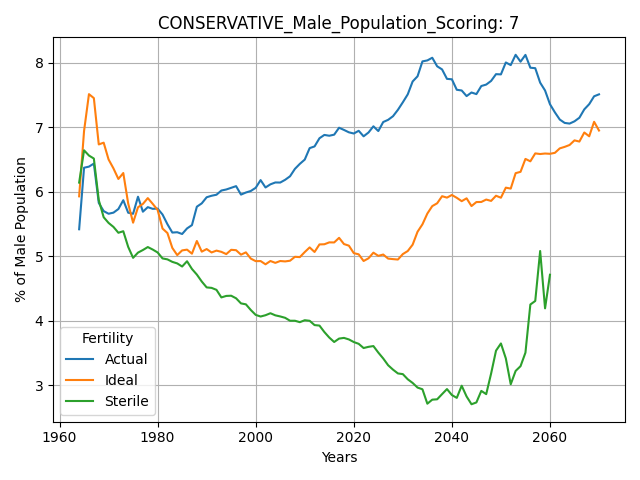 CONSERVATIVE_Male_Population_Scoring: 7
% of Male Population
8
7
6
5
4
3
Fertility
Actual
Ideal
Sterile
1960 1980 2000 2020 2040 2060
Years